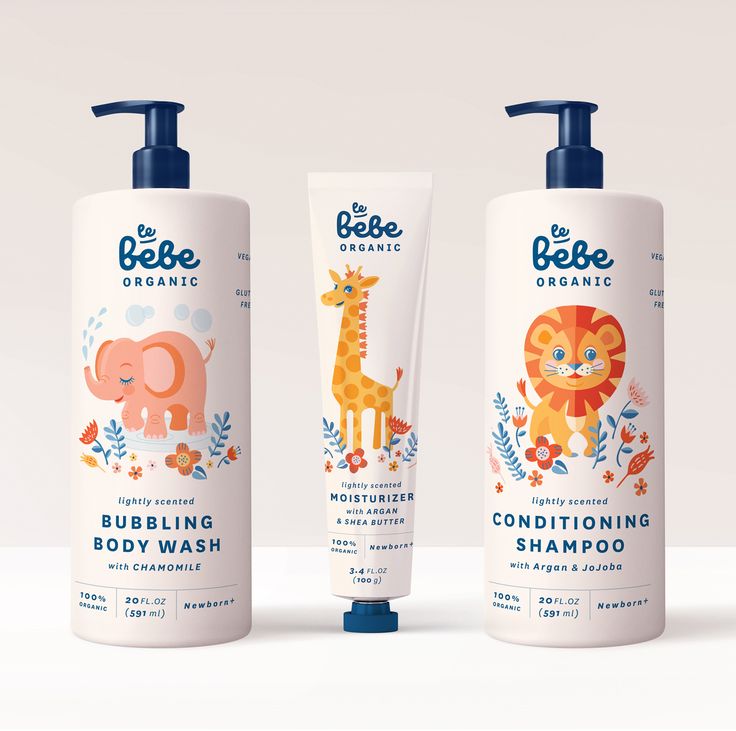 le
bebe
ORGANIC
lightly scented
BUBBLING
BODY WASH
with CHAMOMILE
100%
ORGANIC
20 FL.OZ
(591 ml)
Newborn+
le
bebe
ORGANIC
lightly scented
MOISTURIZER
with ARGAN
& SHEA BUTTER
100%
ORGANIC
Newborn+
3.4 FL.OZ
(100 g)
le
bebe
ORGANIC
lightly scented
CONDITIONING
SHAMPOO
with Argan & JoJoba
100%
ORGANIC
20 FL.OZ
(591 ml)
Newborn+